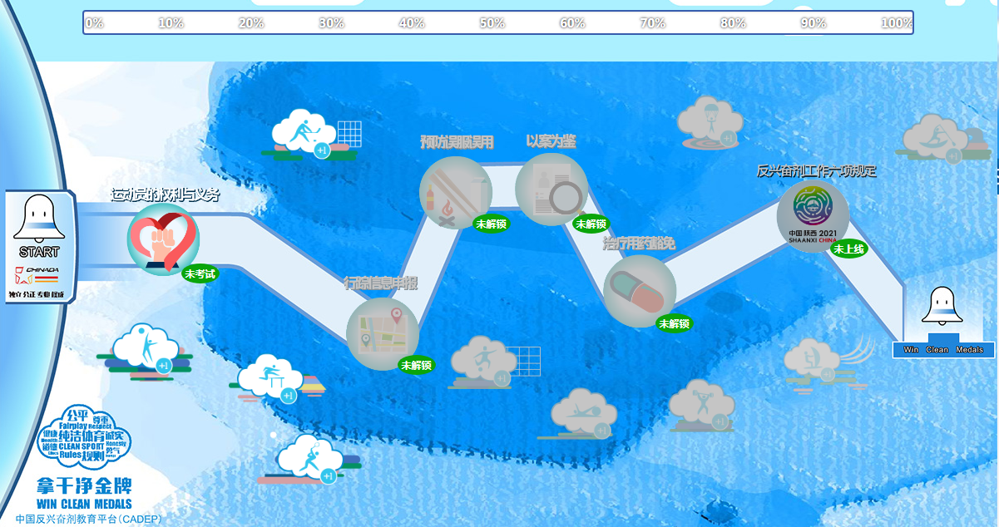 0% 10% 20% 30% 40% 50% 60% 70% 80% 90% 100%
+1
+1
+1
预防误服误用
以案为鉴
反兴奋剂工作六项规定
运动员的权利与义务
未解锁
未解锁
中国陕西 2021
SHAANXI CHINA
未上线
START
CHINADA
独立 公正 专业 权威
未考试
治疗用药豁免
行踪信息申报
未解锁
未解锁
Win Clean Medals
+1
+1
+1
+1
+1
+1
+1
公平 尊重
Fairplay Respect
健康 纯洁体育 诚实
Health CLEAN SPORT Honesty
道德 Rules 规则 勇气
拿干净金牌
WIN CLEAN MEDALS
中国反兴奋剂教育平台(CADEP)